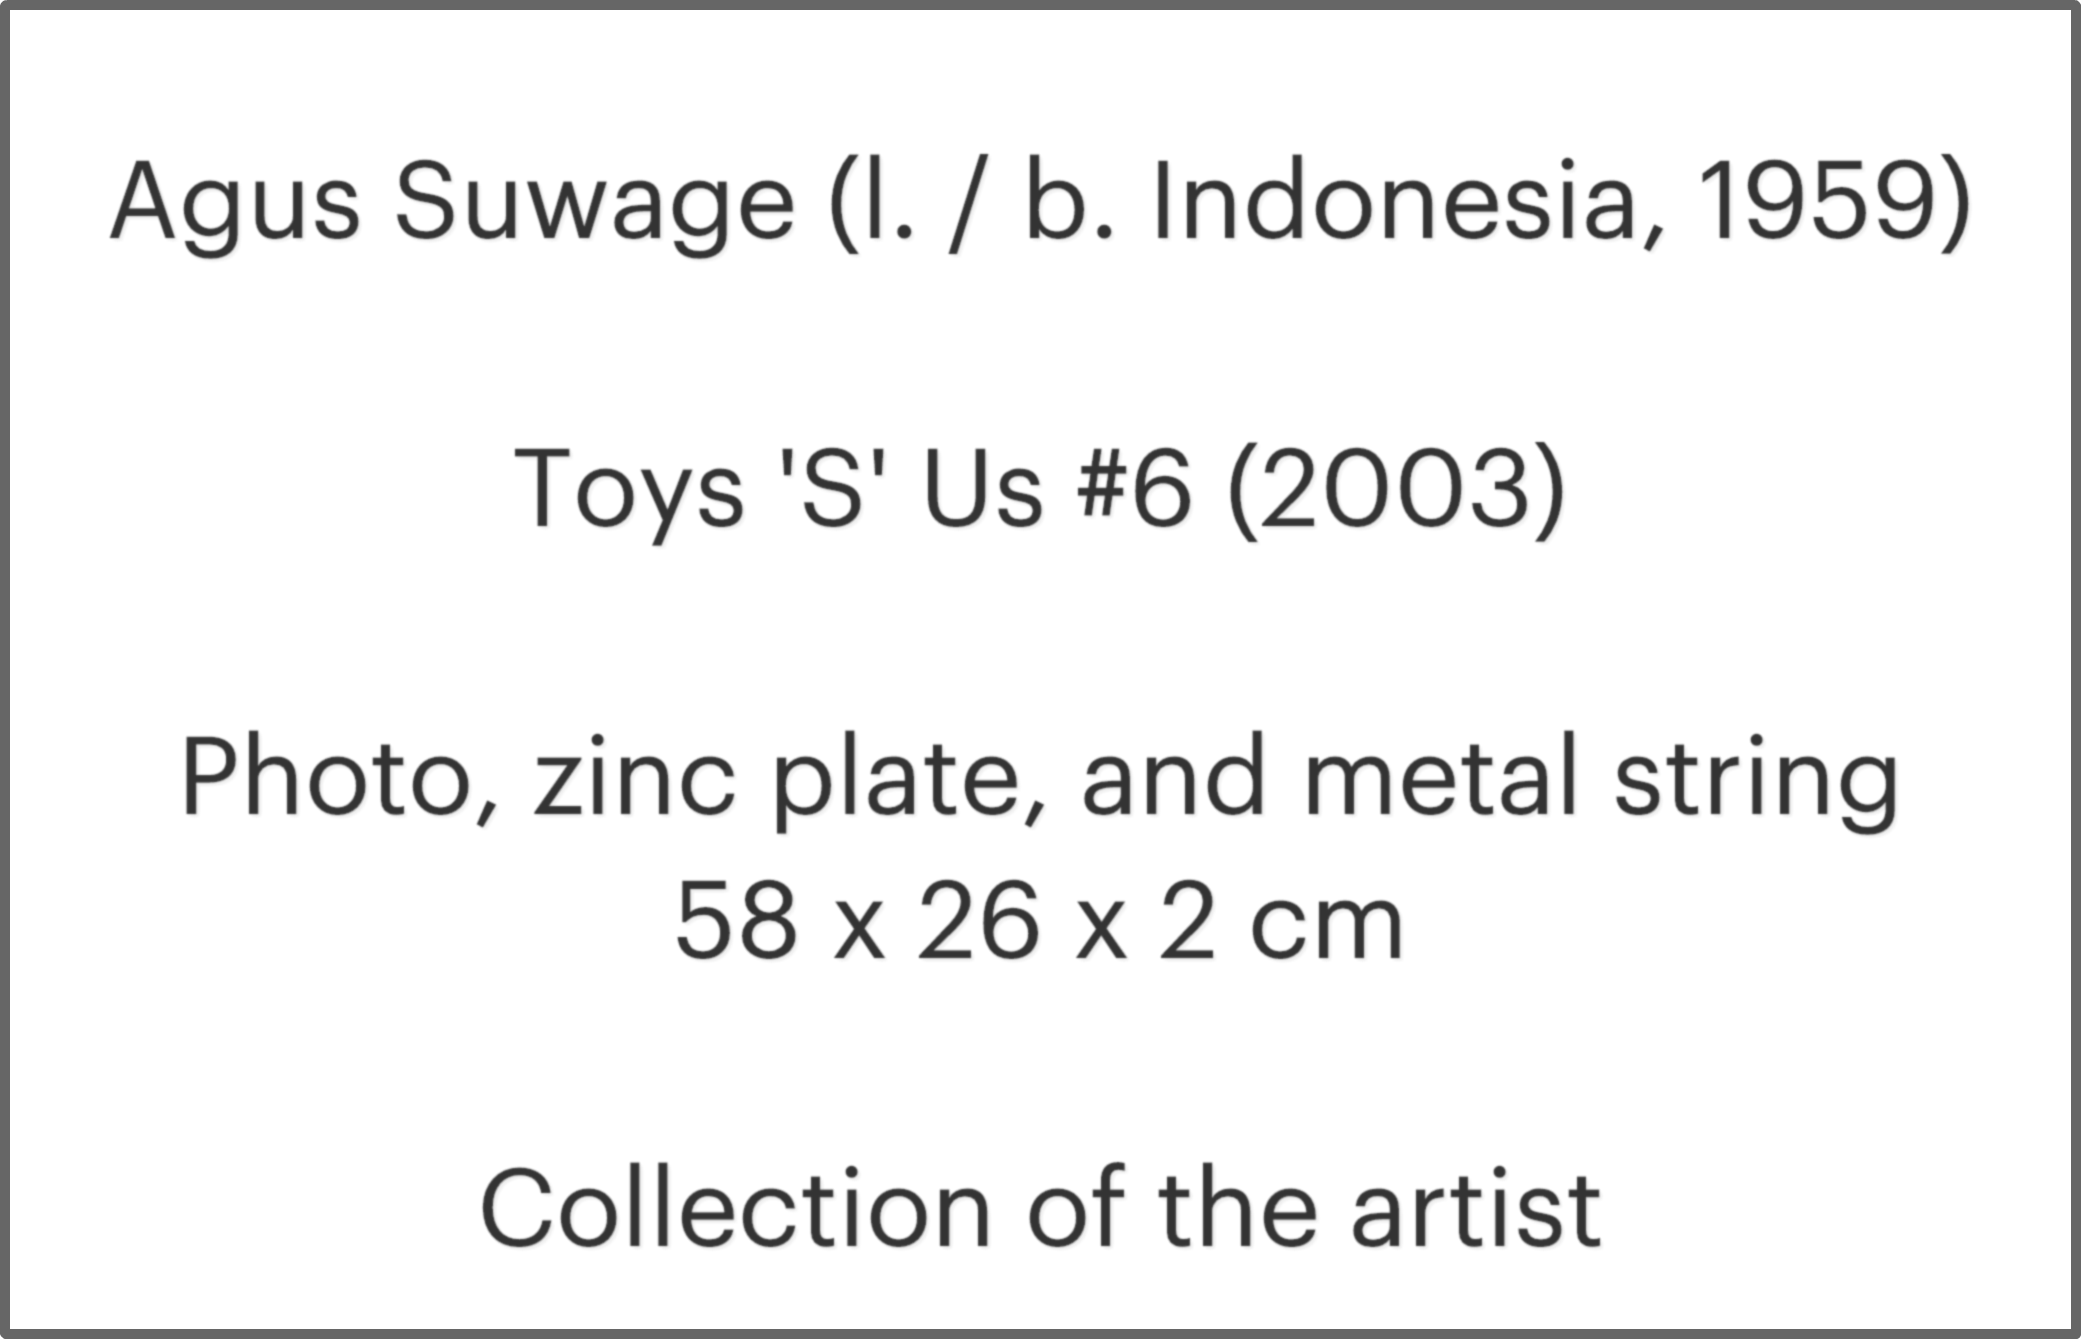 Agus Suwage (l. / b. Indonesia, 1959)
Toys 'S' Us #6 (2003)
Photo, zinc plate, and metal string
58 x 26 x 2 cm
Collection of the artist